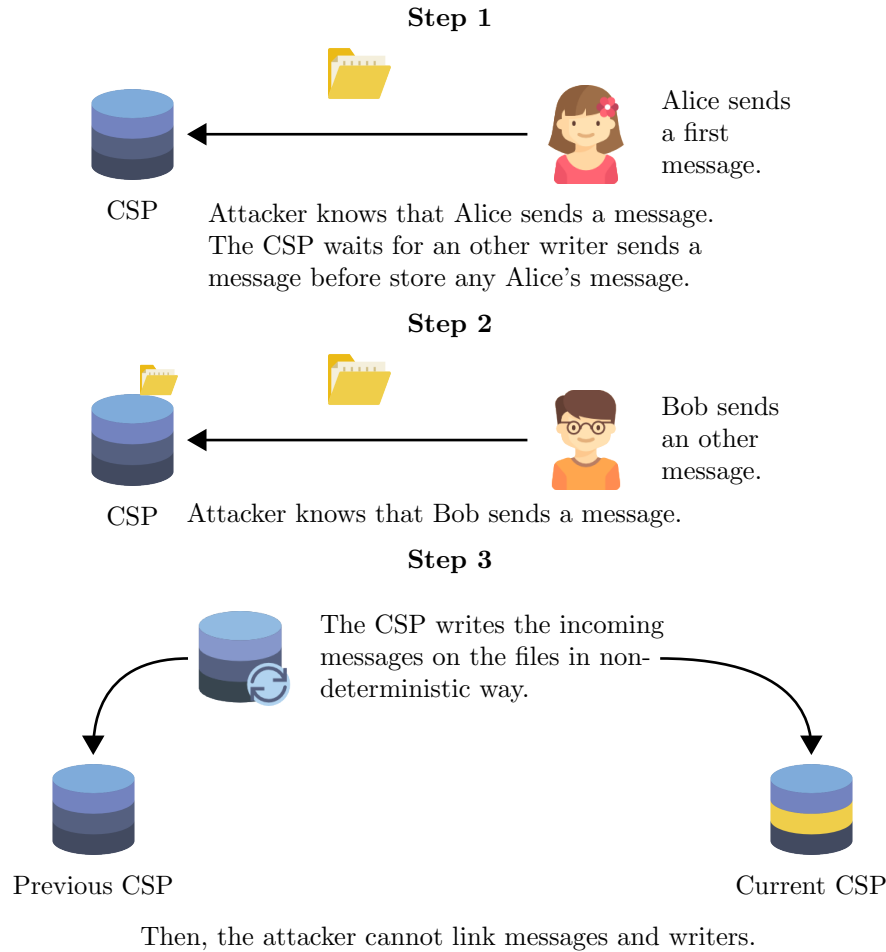 Step 1
Alice sends
a first
message.
CSP
Attacker knows that Alice sends a message.
The CSP waits for an other writer sends a
message before store any Alice's message.
Step 2
Bob sends
an other
message.
CSP
Attacker knows that Bob sends a message.
Step 3
The CSP writes the incoming
messages on the files in non-
deterministic way.
Previous CSP
Current CSP
Then, the attacker cannot link messages and writers.